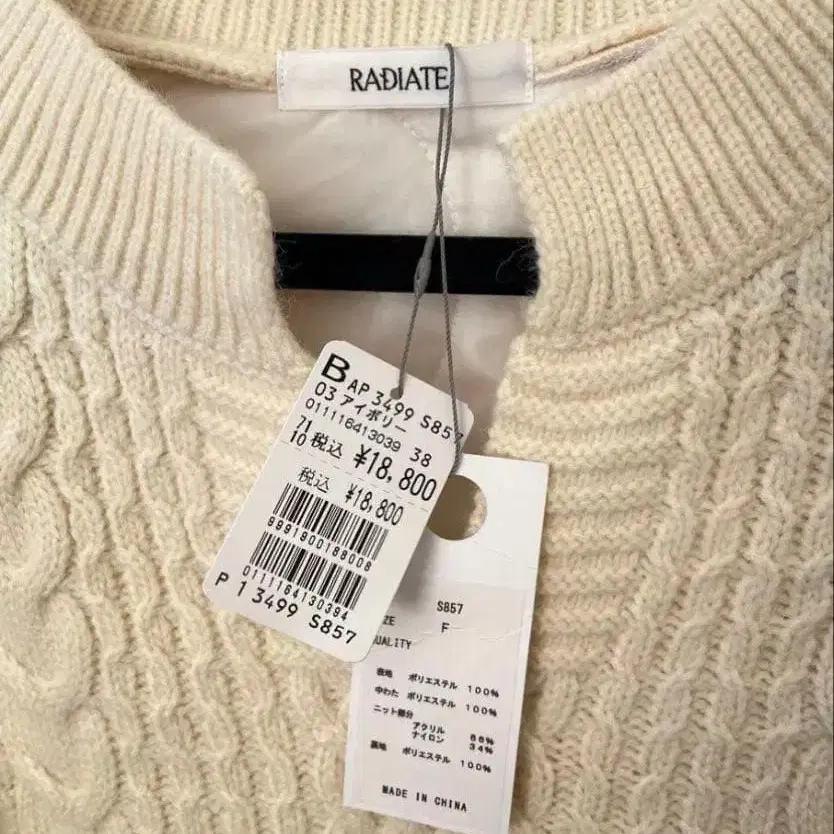 RADIATE
B AP 3499 S857
03 アイボリー
011116413039 38
71
10 税込 ¥18,800
税込 ¥18,800
9991900188008
0111164130394
P 1 3499 S857
S857
F
表地 ポリエステル 100%
中わた ポリエステル 100%
ニット部分
アクリル 66%
ナイロン 34%
裏地 ポリエステル 100%
MADE IN CHINA